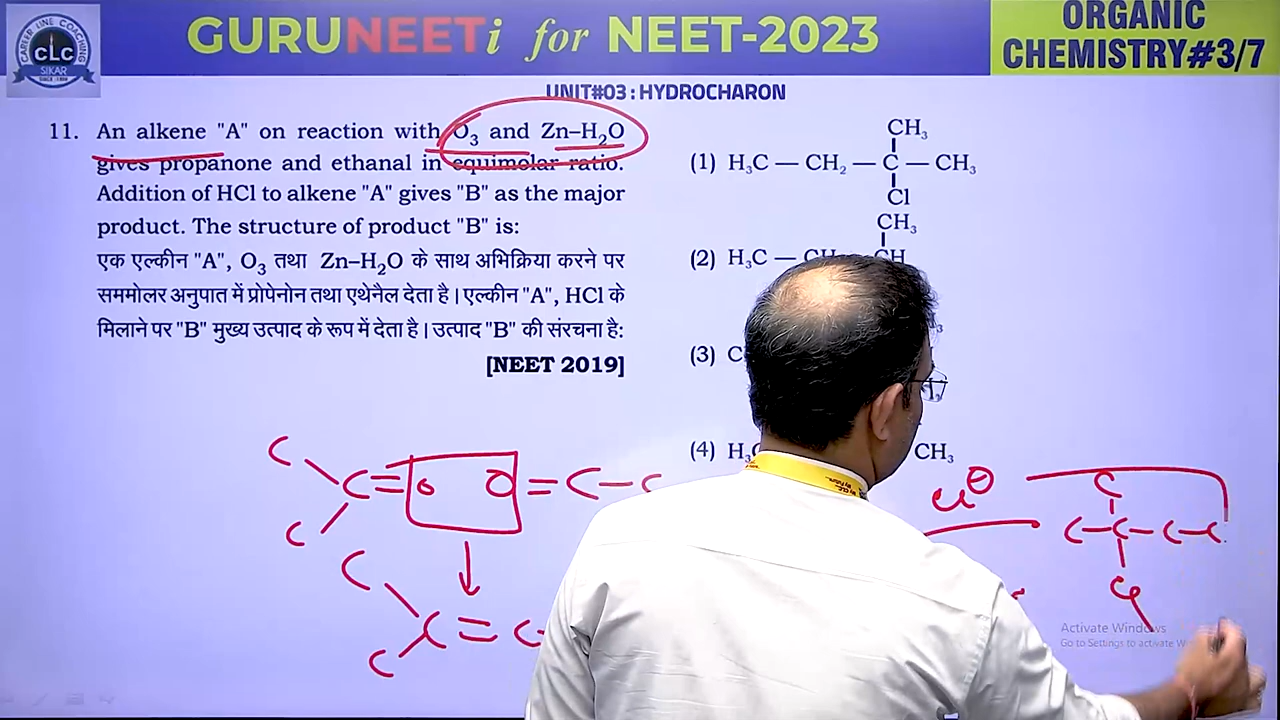 GURUNEETi for NEET-2023
ORGANIC
CHEMISTRY#3/7
CAREER LINE COACHING
CLC
SIKAR
UNIT#03 : HYDROCHARON
11. An alkene "A" on reaction with O₃ and Zn–H₂O
gives propanone and ethanal in equimolar ratio.
Addition of HCl to alkene "A" gives "B" as the major
product. The structure of product "B" is:
एक एल्कीन "A", O₃ तथा Zn–H₂O के साथ अभिक्रिया करने पर
सममोलर अनुपात में प्रोपेनोन तथा एथेनैल देता है। एल्कीन "A", HCl के
मिलाने पर "B" मुख्य उत्पाद के रूप में देता है। उत्पाद "B" की संरचना है:
[NEET 2019]
CH₃
(1) H₃C — CH₂ — C — CH₃
Cl
CH₃
(2) H₃C — CH
(3) C
(4) H₃C CH₃
C
C=O O=C–C
C
C
C=C
C
Cl⊖
C
C–C–C–C
Cl
Activate Windows
Go to Settings to activate W